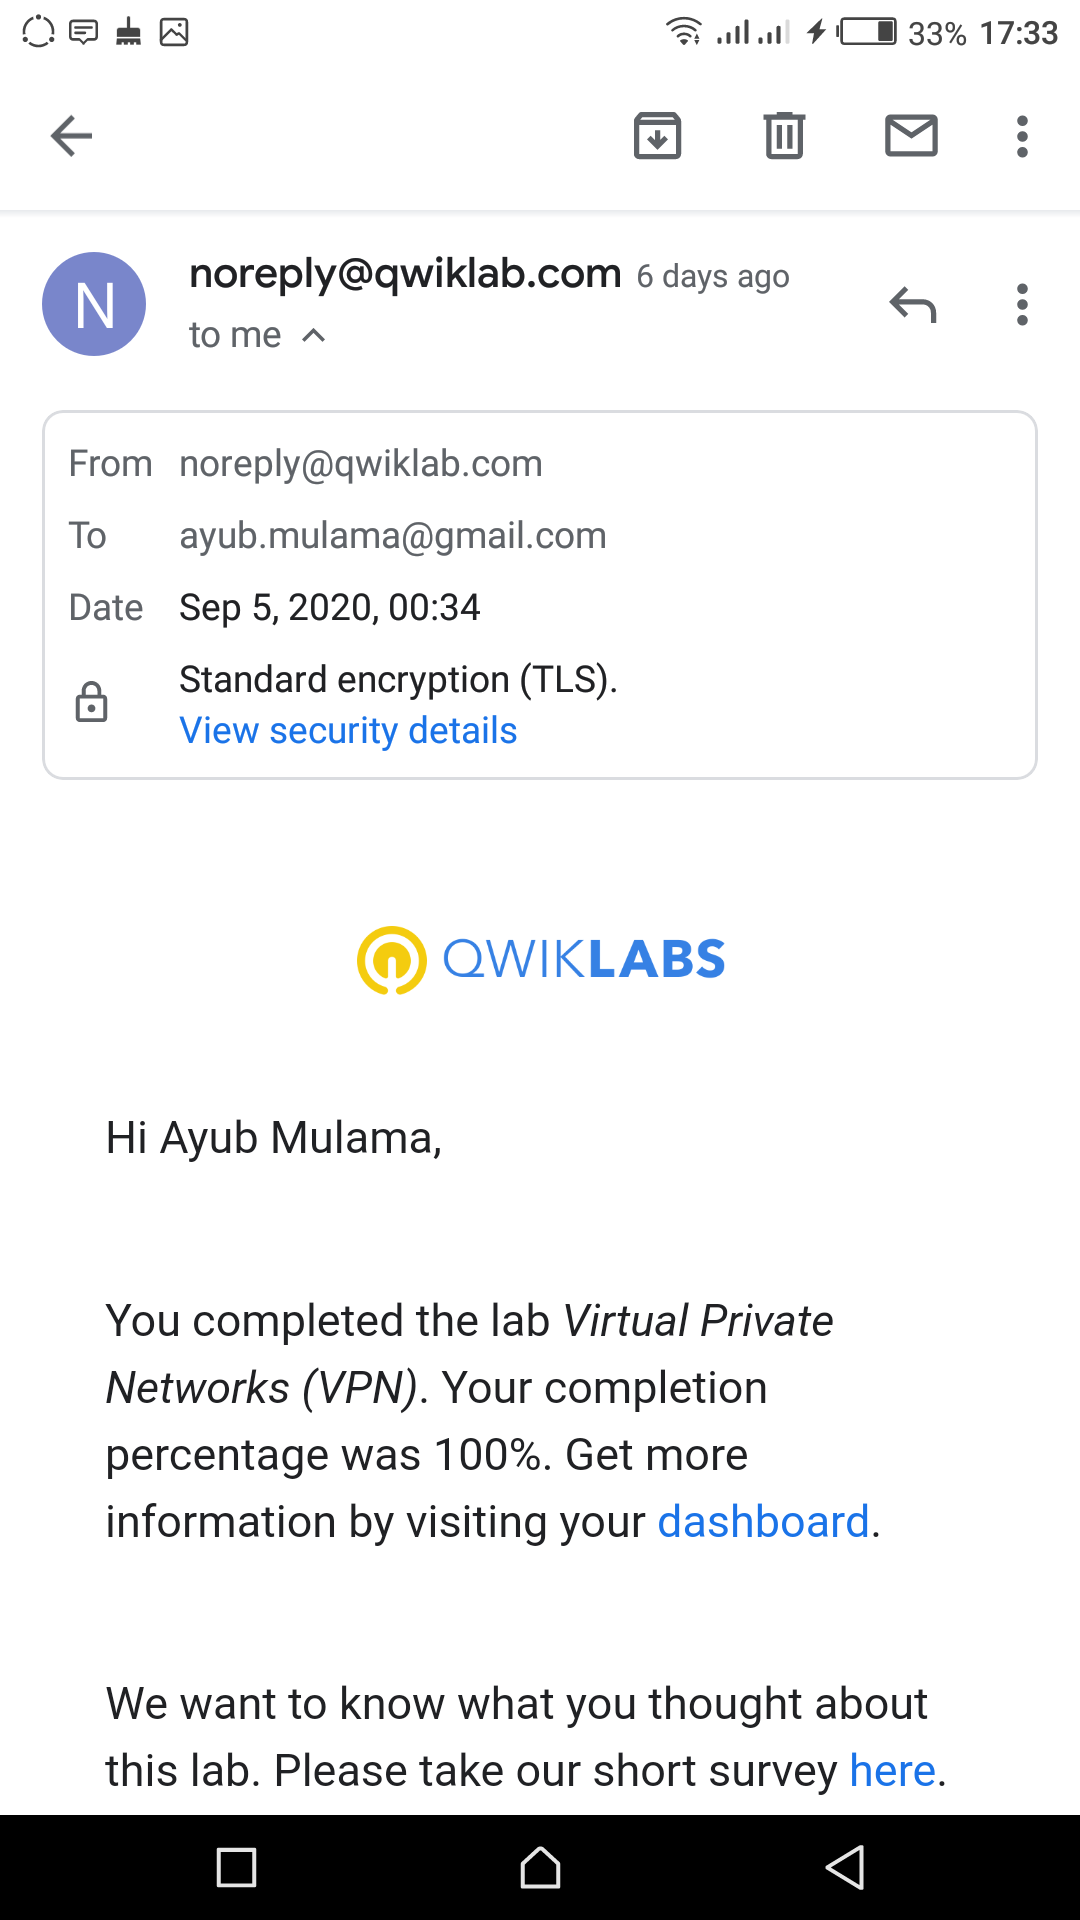 33% 17:33
noreply@qwiklab.com 6 days ago
N
to me
From noreply@qwiklab.com
To ayub.mulama@gmail.com
Date Sep 5, 2020, 00:34
Standard encryption (TLS).
View security details
QWIKLABS
Hi Ayub Mulama,
You completed the lab Virtual Private
Networks (VPN). Your completion
percentage was 100%. Get more
information by visiting your dashboard.
We want to know what you thought about
this lab. Please take our short survey here.